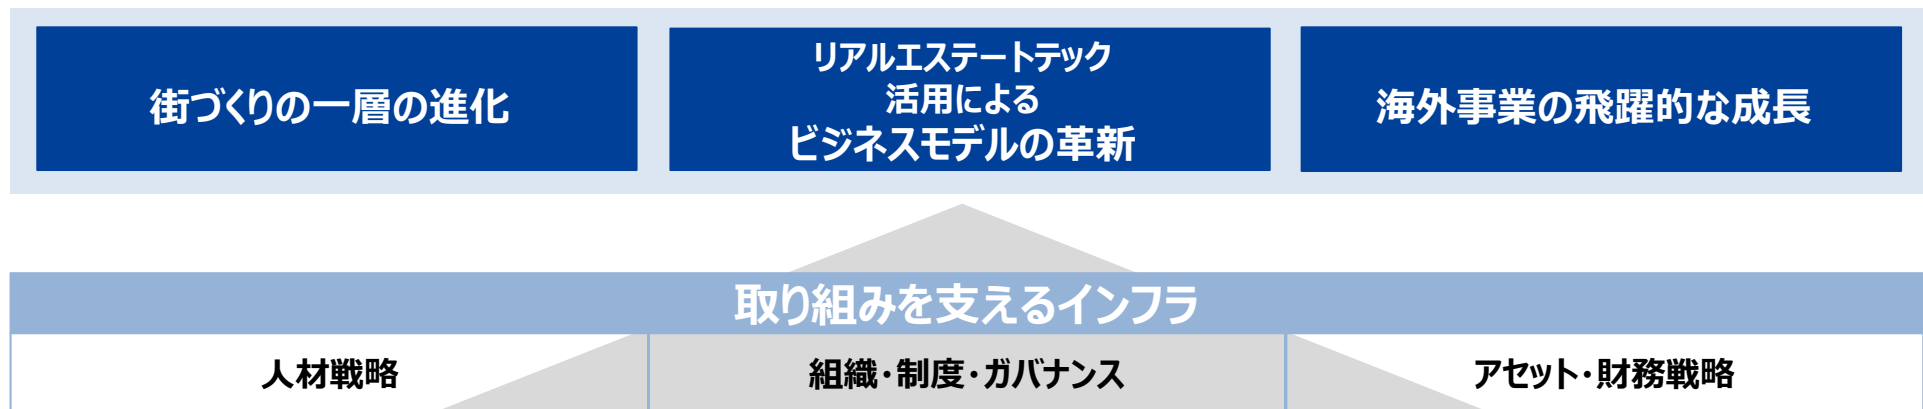 街づくりの一層の進化
リアルエステートテック
活用による
ビジネスモデルの革新
海外事業の飛躍的な成長
取り組みを支えるインフラ
人材戦略
組織・制度・ガバナンス
アセット・財務戦略